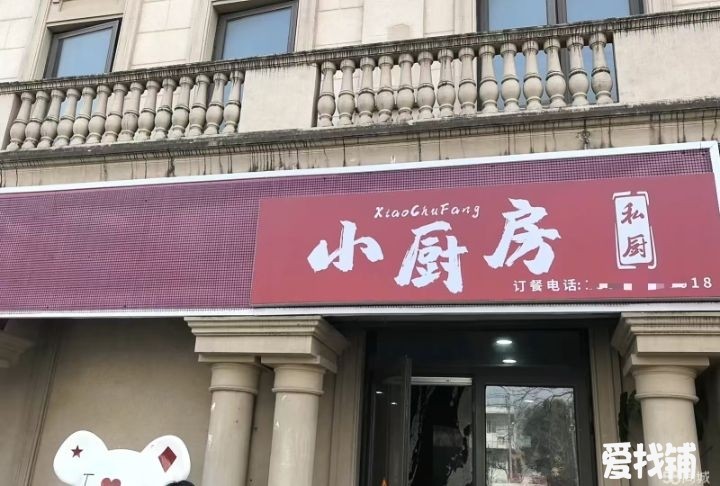 XiaoChuFang
小厨房
私厨
订餐电话: 18
I
爱找铺